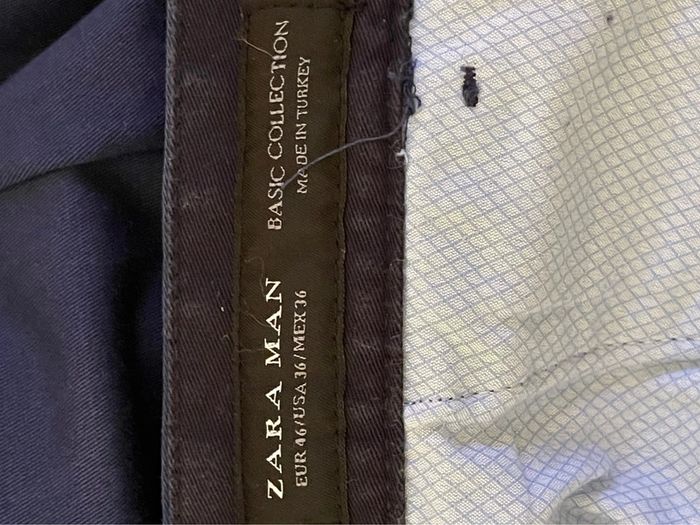 ZARA MAN
EUR 46/USA 36/MEX 36
BASIC COLLECTION
MADE IN TURKEY